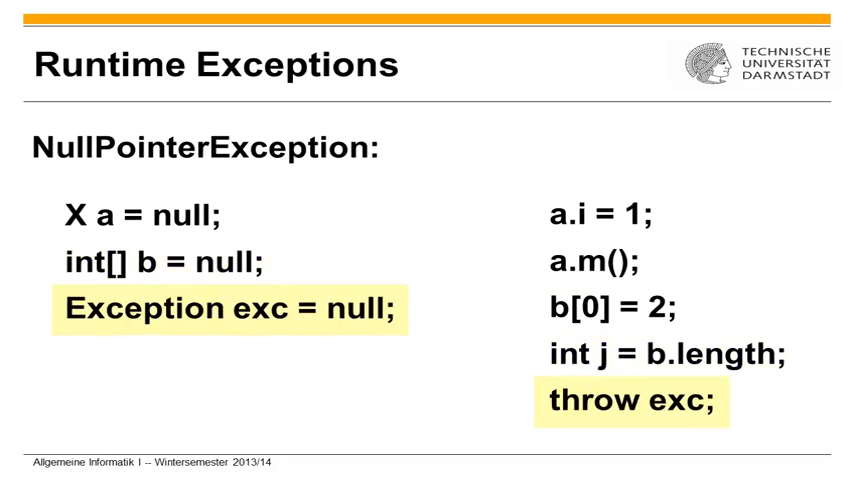 Runtime Exceptions
TECHNISCHE
UNIVERSITÄT
DARMSTADT
NullPointerException:
X a = null;
int[] b = null;
Exception exc = null;
a.i = 1;
a.m();
b[0] = 2;
int j = b.length;
throw exc;
Allgemeine Informatik I -- Wintersemester 2013/14